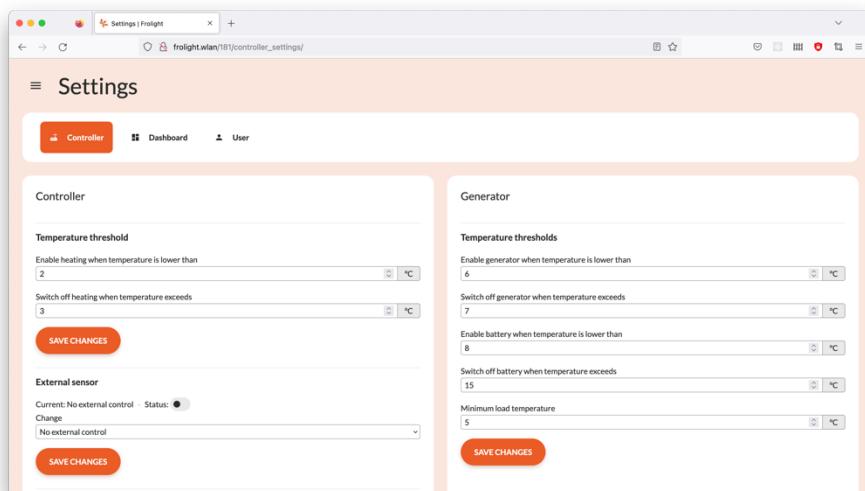 Settings | Frolight
frolight.wlan/181/controller_settings/
Settings
Controller
Dashboard
User
Controller
Temperature threshold
Enable heating when temperature is lower than
2 °C
Switch off heating when temperature exceeds
3 °C
SAVE CHANGES
External sensor
Current: No external control - Status:
Change
No external control
SAVE CHANGES
Generator
Temperature thresholds
Enable generator when temperature is lower than
6 °C
Switch off generator when temperature exceeds
7 °C
Enable battery when temperature is lower than
8 °C
Switch off battery when temperature exceeds
15 °C
Minimum load temperature
5 °C
SAVE CHANGES